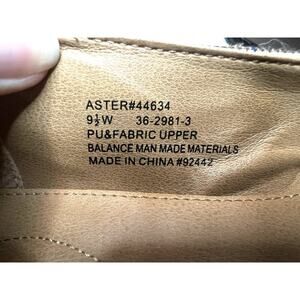 ASTER#44634
9½W 36-2981-3
PU&FABRIC UPPER
BALANCE MAN MADE MATERIALS
MADE IN CHINA #92442